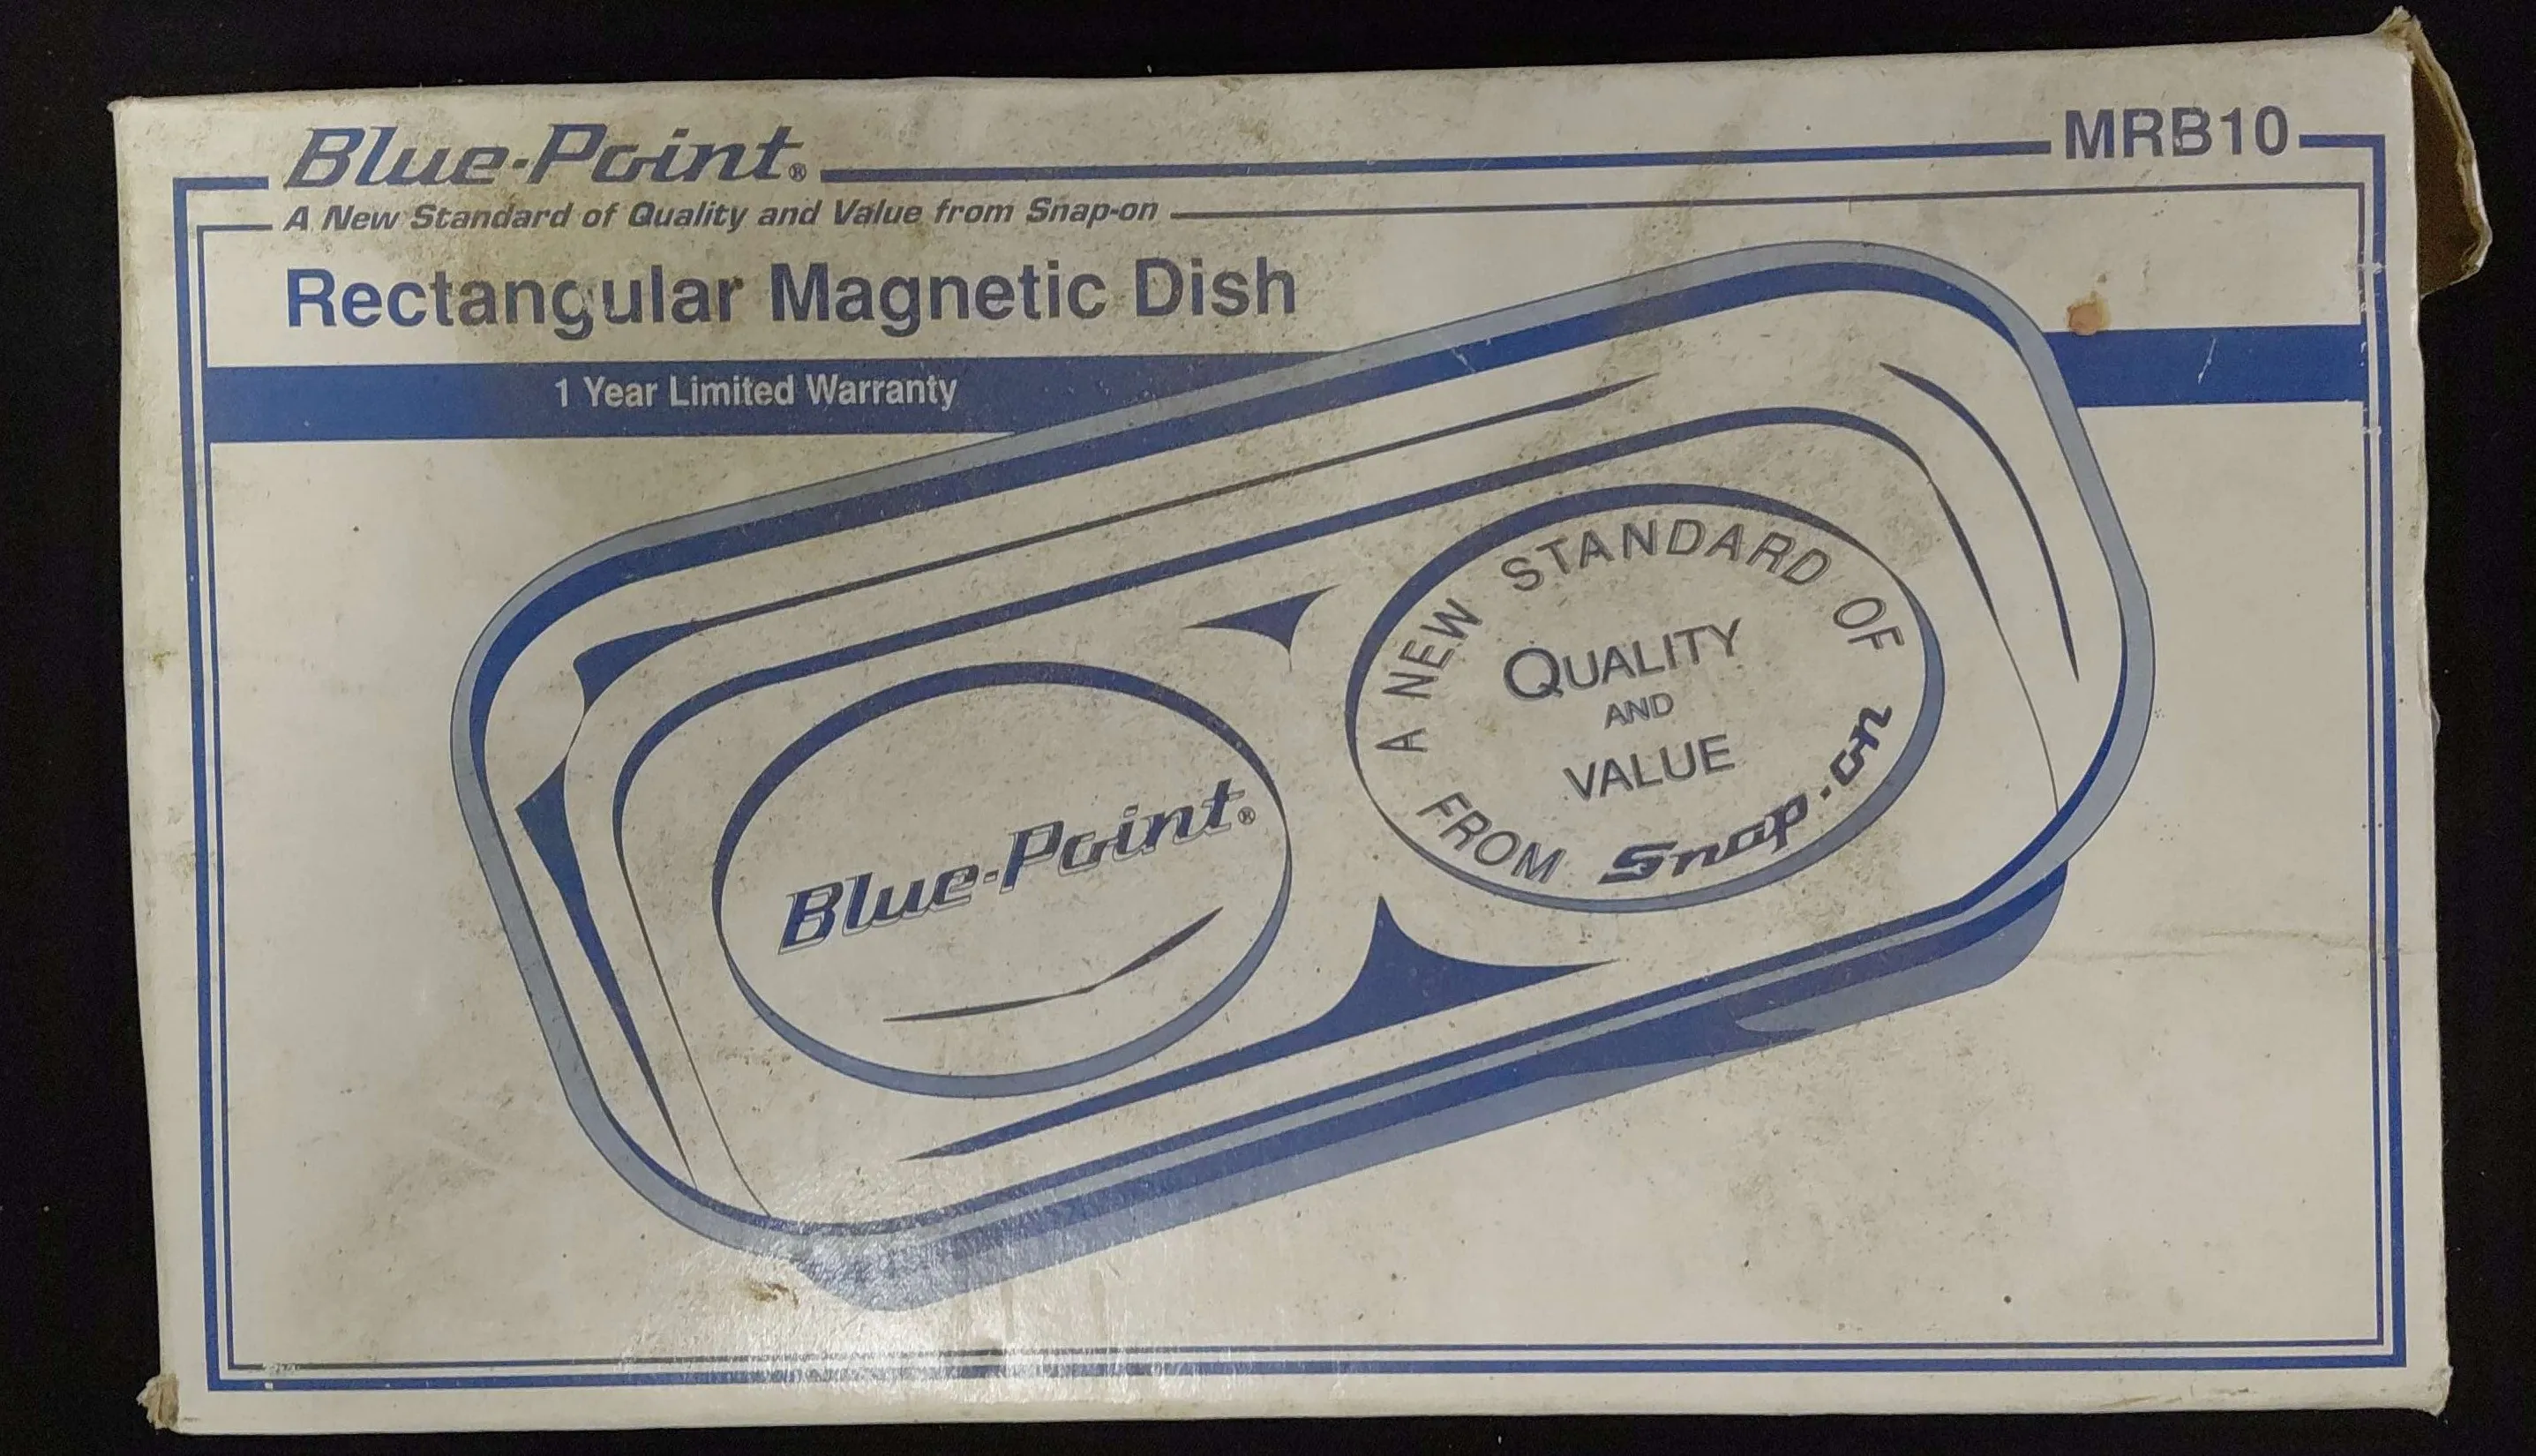 Blue-Point®
MRB10
A New Standard of Quality and Value from Snap-on
Rectangular Magnetic Dish
1 Year Limited Warranty
Blue-Point®
A NEW STANDARD OF
QUALITY
AND
VALUE
FROM Snap-on